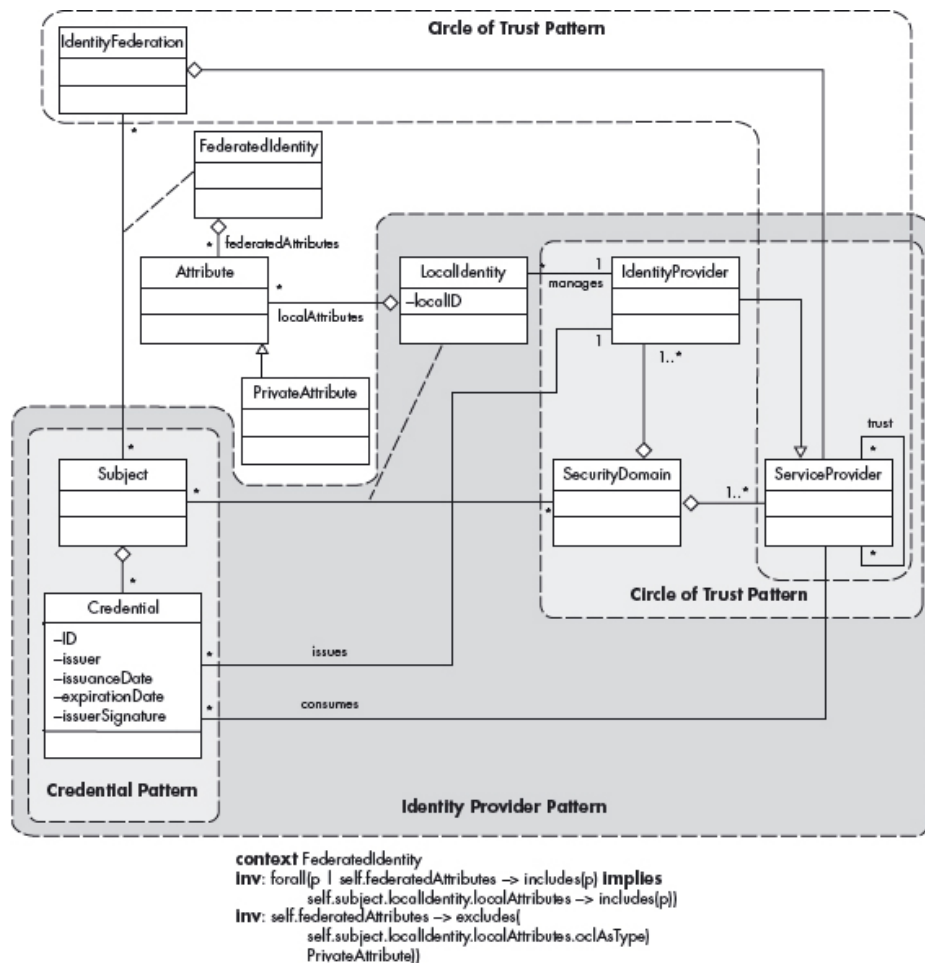 Circle of Trust Pattern
IdentityFederation
*
FederatedIdentity
* federatedAttributes
Attribute
*
localAttributes
LocalIdentity
–localID
* 1
manages
IdentityProvider
1
1..*
PrivateAttribute
trust
*
*
Subject
*
SecurityDomain
*
1..*
ServiceProvider
*
*
Circle of Trust Pattern
Credential
–ID
–issuer
–issuanceDate
–expirationDate
–issuerSignature
*
issues
*
consumes
Credential Pattern
Identity Provider Pattern
context FederatedIdentity
Inv: forall(p | self.federatedAttributes –> includes(p) Implies
self.subject.localIdentity.localAttributes –> includes(p))
Inv: self.federatedAttributes –> excludes(
self.subject.localIdentity.localAttributes.oclAsType)
PrivateAttribute))